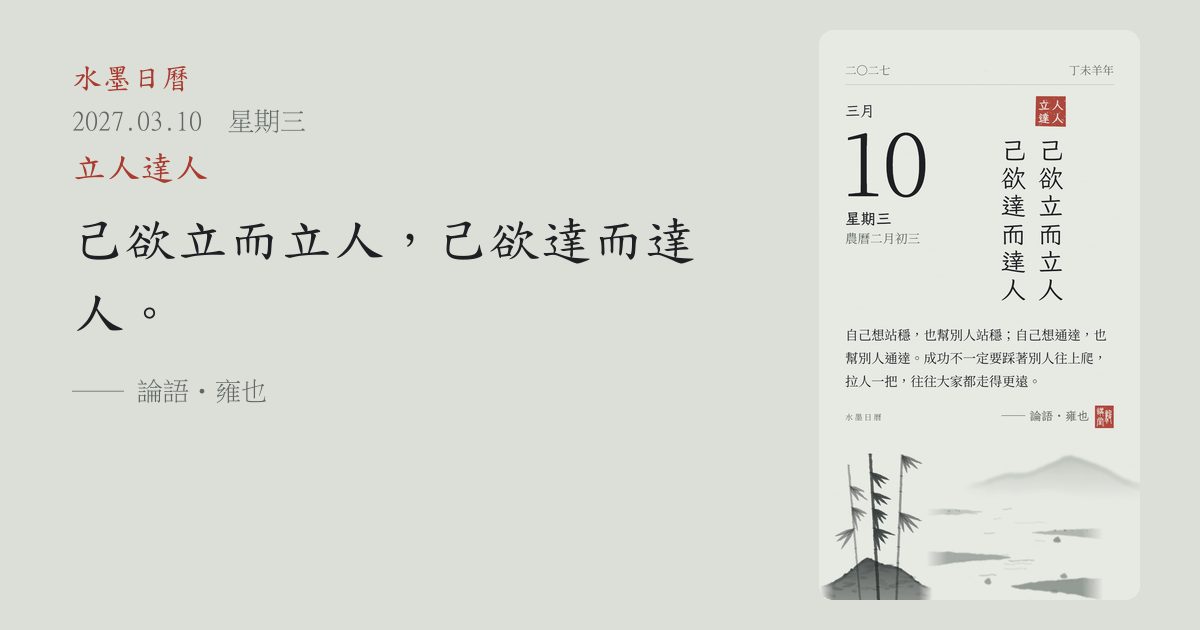 水墨日曆
2027.03.10 星期三
立人達人
己欲立而立人，己欲達而達
人。
—— 論語・雍也
二〇二七
丁未羊年
三月
10
星期三
農曆二月初三
立人達人
己欲立而立人
己欲達而達人
自己想站穩，也幫別人站穩；自己想通達，也
幫別人通達。成功不一定要踩著別人往上爬，
拉人一把，往往大家都走得更遠。
水墨日曆
—— 論語・雍也